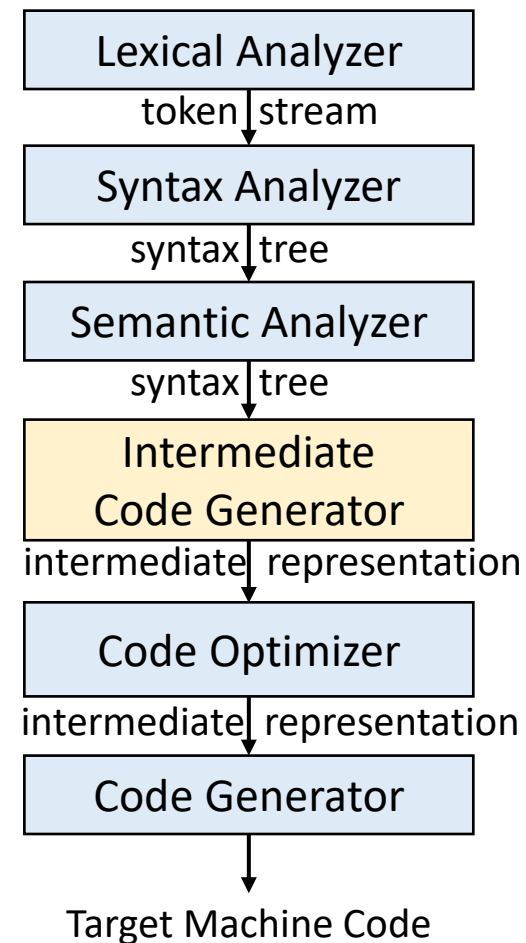 Lexical Analyzer
token stream
Syntax Analyzer
syntax tree
Semantic Analyzer
syntax tree
Intermediate
Code Generator
intermediate representation
Code Optimizer
intermediate representation
Code Generator
Target Machine Code